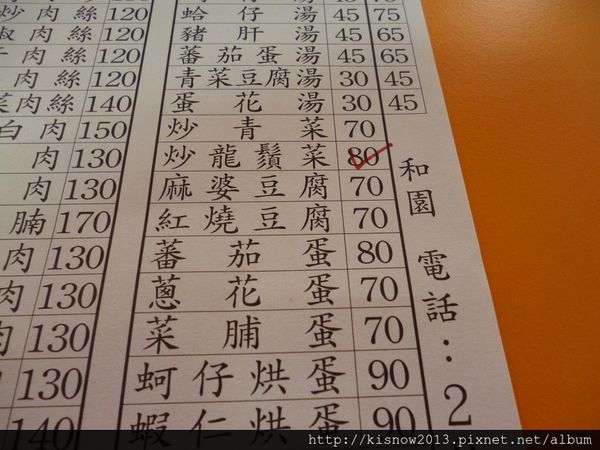 炒肉絲 120
椒肉絲 120
肉絲 120
肉絲 120
菜肉絲 140
白肉 150
肉 130
肉 130
腩 170
肉 130
肉 130
肉 130
130
140
蛤仔湯 45 75
豬肝湯 45 65
蕃茄蛋湯 45 65
青菜豆腐湯 30 45
蛋花湯 30 45
炒青菜 70
炒龍鬚菜 80
麻婆豆腐 70
紅燒豆腐 70
蕃茄蛋 80
蔥花蛋 70
菜脯蛋 70
蚵仔烘蛋 90
蝦仁烘蛋 90
和園 電話:2
http://kisnow2013.pixnet.net/album